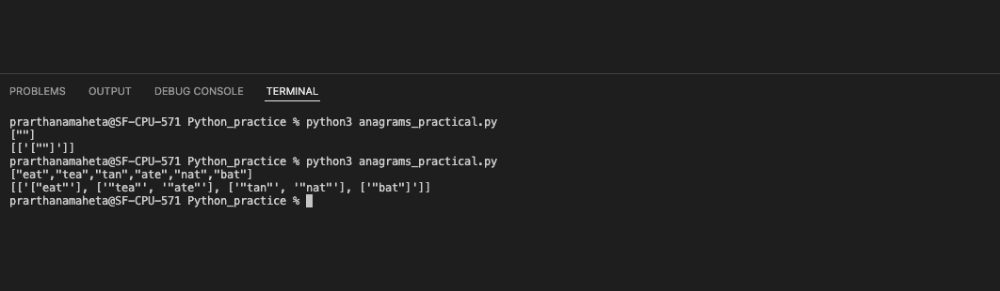 PROBLEMS OUTPUT DEBUG CONSOLE TERMINAL
prarthanamaheta@SF-CPU-571 Python_practice % python3 anagrams_practical.py
[""]
[['[""]']]
prarthanamaheta@SF-CPU-571 Python_practice % python3 anagrams_practical.py
["eat","tea","tan","ate","nat","bat"]
[['["eat"'], ['"tea"', '"ate"'], ['"tan"', '"nat"'], ['"bat"]']]
prarthanamaheta@SF-CPU-571 Python_practice %